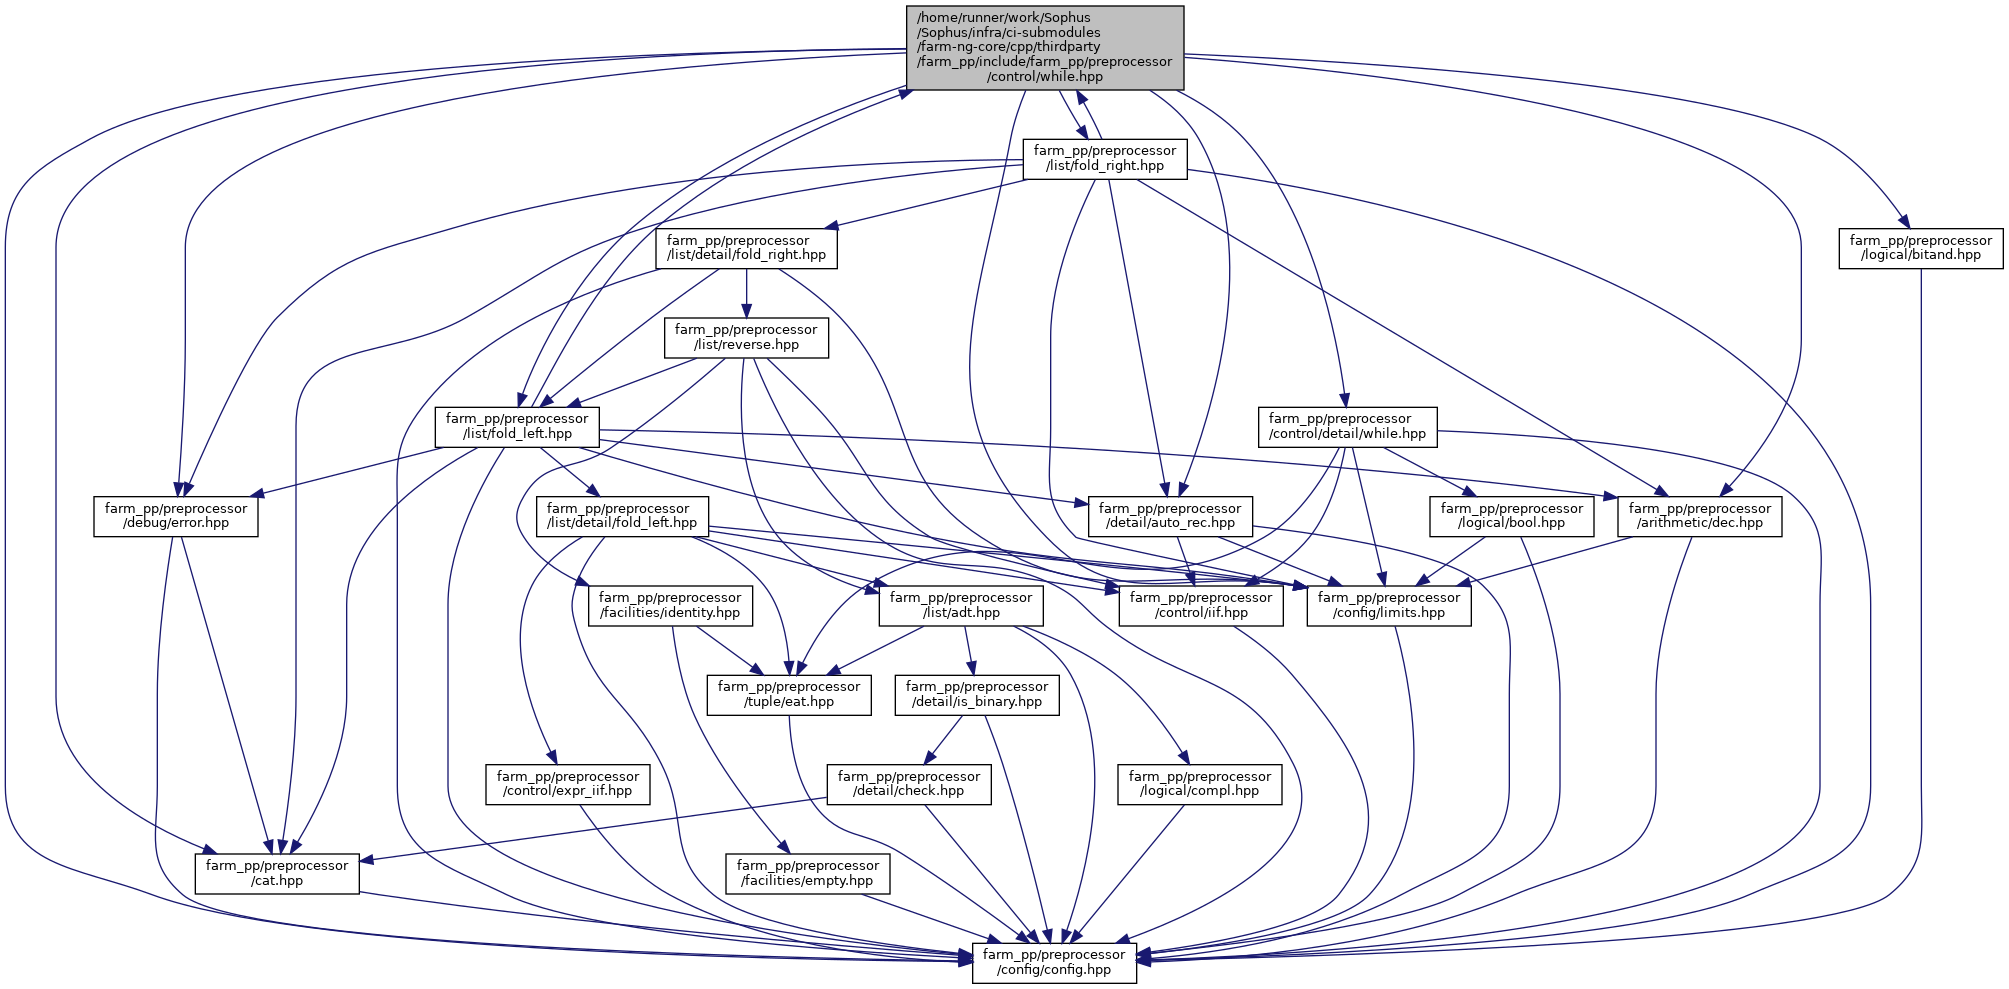 /home/runner/work/Sophus
/Sophus/infra/ci-submodules
/farm-ng-core/cpp/thirdparty
/farm_pp/include/farm_pp/preprocessor
/control/while.hpp
farm_pp/preprocessor
/list/fold_right.hpp
farm_pp/preprocessor
/list/detail/fold_right.hpp
farm_pp/preprocessor
/logical/bitand.hpp
farm_pp/preprocessor
/list/reverse.hpp
farm_pp/preprocessor
/list/fold_left.hpp
farm_pp/preprocessor
/control/detail/while.hpp
farm_pp/preprocessor
/debug/error.hpp
farm_pp/preprocessor
/list/detail/fold_left.hpp
farm_pp/preprocessor
/detail/auto_rec.hpp
farm_pp/preprocessor
/logical/bool.hpp
farm_pp/preprocessor
/arithmetic/dec.hpp
farm_pp/preprocessor
/facilities/identity.hpp
farm_pp/preprocessor
/list/adt.hpp
farm_pp/preprocessor
/control/iif.hpp
farm_pp/preprocessor
/config/limits.hpp
farm_pp/preprocessor
/tuple/eat.hpp
farm_pp/preprocessor
/detail/is_binary.hpp
farm_pp/preprocessor
/control/expr_iif.hpp
farm_pp/preprocessor
/detail/check.hpp
farm_pp/preprocessor
/logical/compl.hpp
farm_pp/preprocessor
/cat.hpp
farm_pp/preprocessor
/facilities/empty.hpp
farm_pp/preprocessor
/config/config.hpp